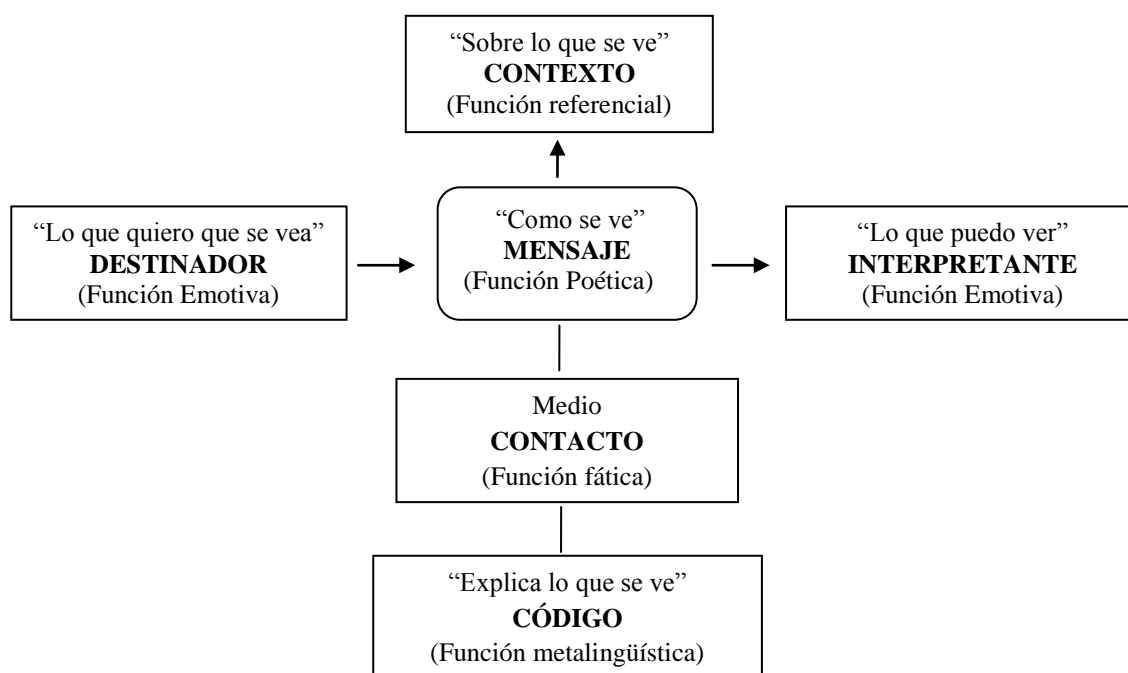 “Sobre lo que se ve”
CONTEXTO
(Función referencial)
“Lo que quiero que se vea”
DESTINADOR
(Función Emotiva)
“Como se ve”
MENSAJE
(Función Poética)
“Lo que puedo ver”
INTERPRETANTE
(Función Emotiva)
Medio
CONTACTO
(Función fática)
“Explica lo que se ve”
CÓDIGO
(Función metalingüística)